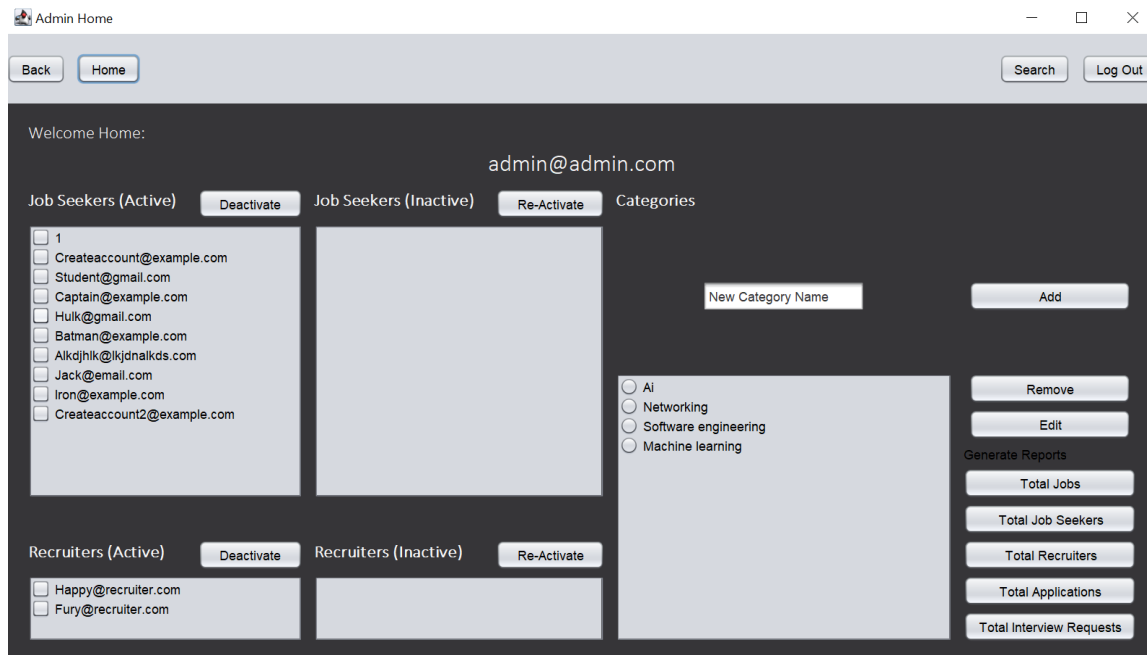 Admin Home
Back Home Search Log Out
Welcome Home:
admin@admin.com
Job Seekers (Active) Deactivate Job Seekers (Inactive) Re-Activate Categories
1
Createaccount@example.com
Student@gmail.com
Captain@example.com
Hulk@gmail.com
Batman@example.com
Alkdjhlk@lkjdnalkds.com
Jack@email.com
Iron@example.com
Createaccount2@example.com
New Category Name Add
Ai
Networking
Software engineering
Machine learning
Remove
Edit
Generate Reports
Total Jobs
Total Job Seekers
Total Recruiters
Total Applications
Total Interview Requests
Recruiters (Active) Deactivate Recruiters (Inactive) Re-Activate
Happy@recruiter.com
Fury@recruiter.com